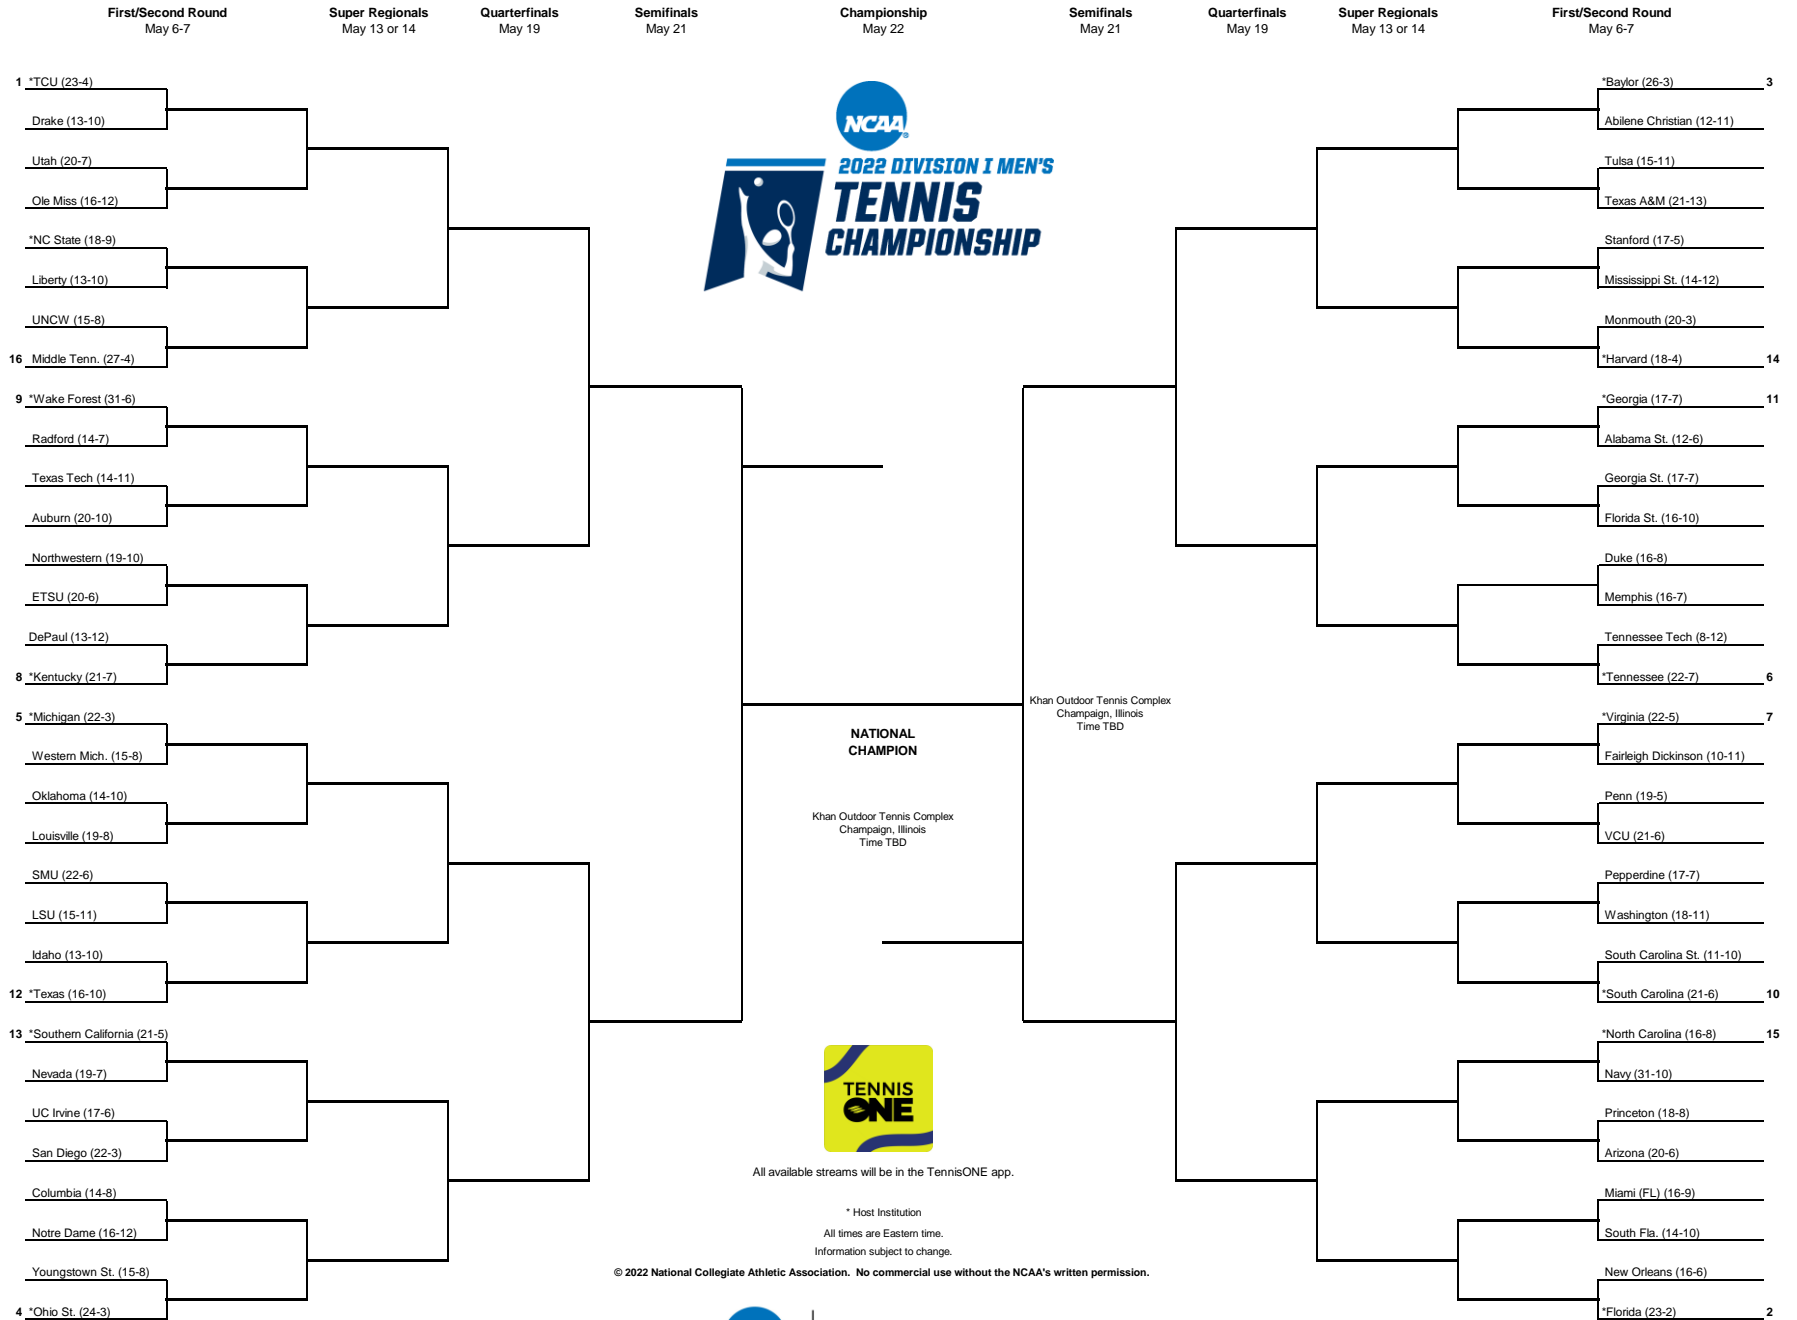 First/Second Round
May 6-7
Super Regionals
May 13 or 14
Quarterfinals
May 19
Semifinals
May 21
Championship
May 22
Semifinals
May 21
Quarterfinals
May 19
Super Regionals
May 13 or 14
First/Second Round
May 6-7
1 *TCU (23-4)
Drake (13-10)
Utah (20-7)
Ole Miss (16-12)
*NC State (18-9)
Liberty (13-10)
UNCW (15-8)
16 Middle Tenn. (27-4)
9 *Wake Forest (31-6)
Radford (14-7)
Texas Tech (14-11)
Auburn (20-10)
Northwestern (19-10)
ETSU (20-6)
DePaul (13-12)
8 *Kentucky (21-7)
5 *Michigan (22-3)
Western Mich. (15-8)
Oklahoma (14-10)
Louisville (19-8)
SMU (22-6)
LSU (15-11)
Idaho (13-10)
12 *Texas (16-10)
13 *Southern California (21-5)
Nevada (19-7)
UC Irvine (17-6)
San Diego (22-3)
Columbia (14-8)
Notre Dame (16-12)
Youngstown St. (15-8)
4 *Ohio St. (24-3)
NCAA
2022 DIVISION I MEN'S
TENNIS
CHAMPIONSHIP
NATIONAL
CHAMPION
Khan Outdoor Tennis Complex
Champaign, Illinois
Time TBD
Khan Outdoor Tennis Complex
Champaign, Illinois
Time TBD
TENNIS
ONE
All available streams will be in the TennisONE app.
* Host Institution
All times are Eastern time.
Information subject to change.
© 2022 National Collegiate Athletic Association. No commercial use without the NCAA's written permission.
*Baylor (26-3) 3
Abilene Christian (12-11)
Tulsa (15-11)
Texas A&M (21-13)
Stanford (17-5)
Mississippi St. (14-12)
Monmouth (20-3)
*Harvard (18-4) 14
*Georgia (17-7) 11
Alabama St. (12-6)
Georgia St. (17-7)
Florida St. (16-10)
Duke (16-8)
Memphis (16-7)
Tennessee Tech (8-12)
*Tennessee (22-7) 6
*Virginia (22-5) 7
Fairleigh Dickinson (10-11)
Penn (19-5)
VCU (21-6)
Pepperdine (17-7)
Washington (18-11)
South Carolina St. (11-10)
*South Carolina (21-6) 10
*North Carolina (16-8) 15
Navy (31-10)
Princeton (18-8)
Arizona (20-6)
Miami (FL) (16-9)
South Fla. (14-10)
New Orleans (16-6)
*Florida (23-2) 2